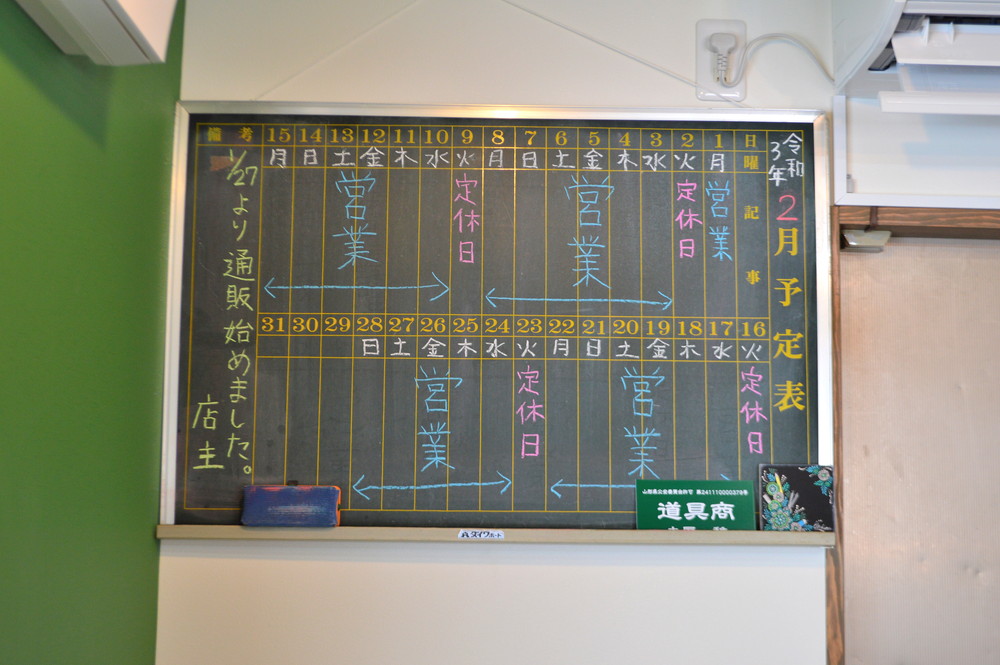 令和
3年
2月予定表
日 1 2 3 4 5 6 7 8 9 10 11 12 13 14 15 備考
曜 月 火 水 木 金 土 日 月 火 水 木 金 土 日 月
記事
営業
定休日
営業
定休日
営業
16 17 18 19 20 21 22 23 24 25 26 27 28 29 30 31
火 水 木 金 土 日 月 火 水 木 金 土 日
定休日
営業
定休日
営業
1/27より通販始めました。
店主
道具商